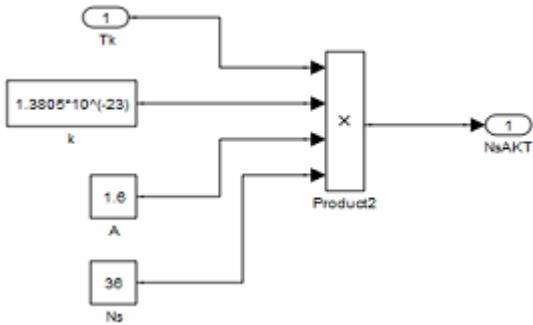 1
Tk
1.3805*10^(-23)
k
1.6
A
36
Ns
×
Product2
1
NsAKT